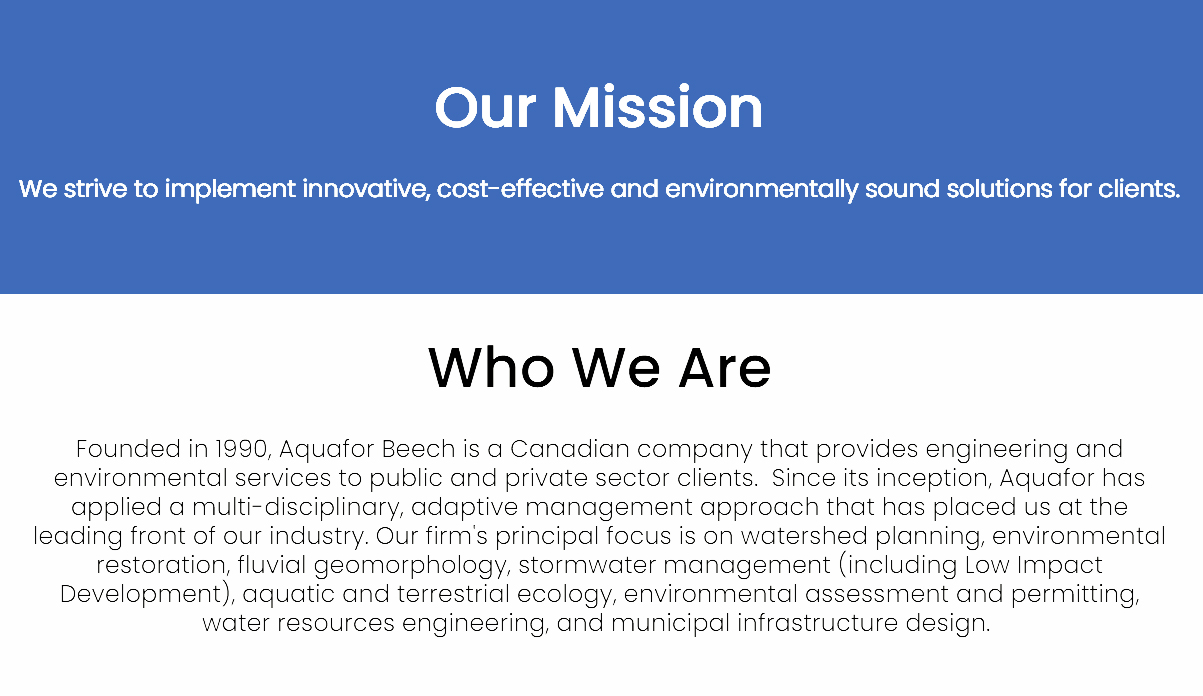 Our Mission
We strive to implement innovative, cost-effective and environmentally sound solutions for clients.
Who We Are
Founded in 1990, Aquafor Beech is a Canadian company that provides engineering and
environmental services to public and private sector clients.  Since its inception, Aquafor has
applied a multi-disciplinary, adaptive management approach that has placed us at the
leading front of our industry. Our firm's principal focus is on watershed planning, environmental
restoration, fluvial geomorphology, stormwater management (including Low Impact
Development), aquatic and terrestrial ecology, environmental assessment and permitting,
water resources engineering, and municipal infrastructure design.